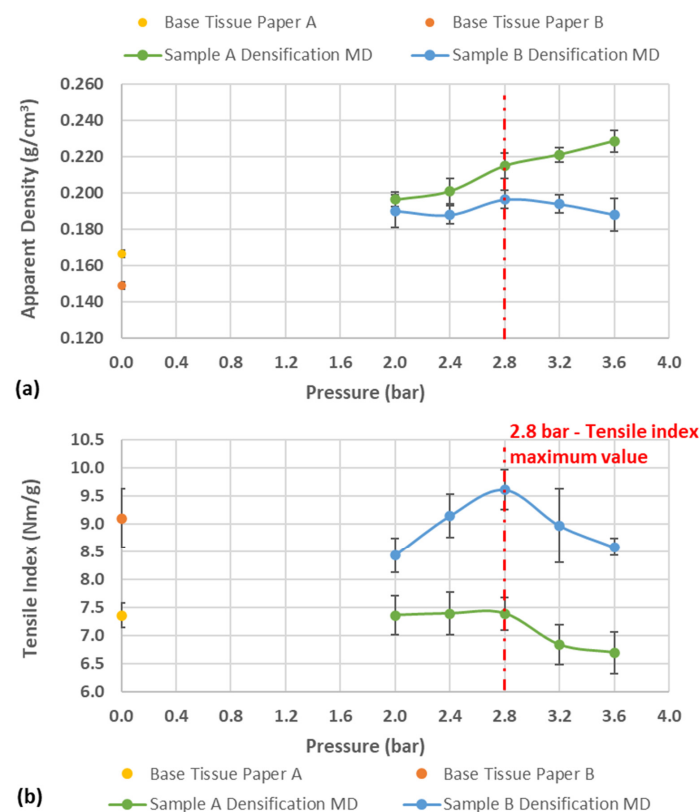 (a)
Base Tissue Paper A Base Tissue Paper B
Sample A Densification MD Sample B Densification MD
Apparent Density (g/cm³)
0.260
0.240
0.220
0.200
0.180
0.160
0.140
0.120
0.0 0.4 0.8 1.2 1.6 2.0 2.4 2.8 3.2 3.6 4.0
Pressure (bar)
2.8 bar - Tensile index
maximum value
Tensile Index (Nm/g)
10.5
10.0
9.5
9.0
8.5
8.0
7.5
7.0
6.5
6.0
0.0 0.4 0.8 1.2 1.6 2.0 2.4 2.8 3.2 3.6 4.0
Pressure (bar)
(b)
Base Tissue Paper A Base Tissue Paper B
Sample A Densification MD Sample B Densification MD